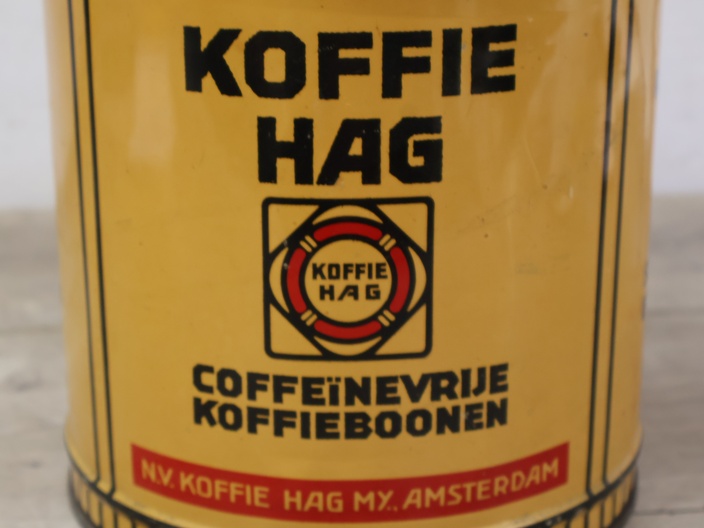 KOFFIE
HAG
KOFFIE
HAG
COFFEÏNEVRIJE
KOFFIEBOONEN
N.V. KOFFIE HAG MY., AMSTERDAM